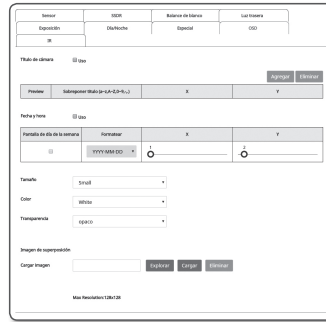 Sensor SSDR Balance de blanco Luz trasera
Exposición Día/Noche Especial OSD
IR
Título de cámara Uso
Agregar Eliminar
Preview Sobreponer título (a~z,A~Z,0~9,-,.) X Y
Fecha y hora Uso
Pantalla de día de la semana Formatear X Y
YYYY-MM-DD 1 2
Tamaño Small
Color White
Transparencia opaco
Imagen de superposición
Cargar imagen Explorar Cargar Eliminar
Max Resolution:128x128